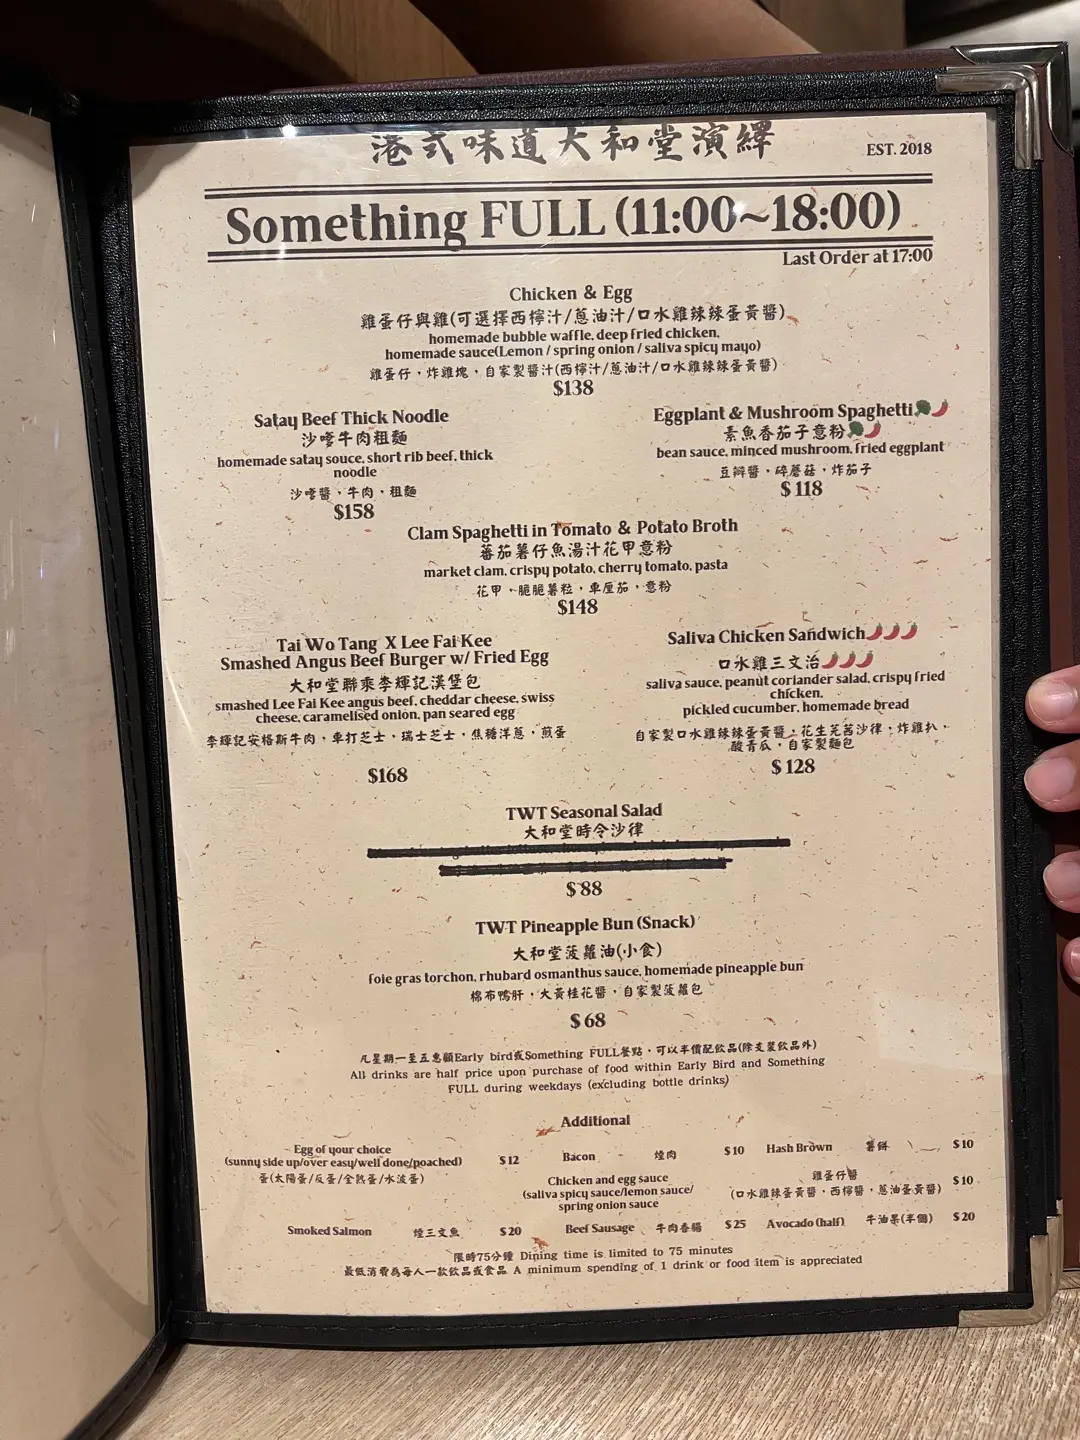 港式味道大和堂演繹
EST. 2018
Something FULL (11:00~18:00)
Last Order at 17:00
Chicken & Egg
雞蛋仔與雞(可選擇西檸汁/蔥油汁/口水雞辣辣蛋黃醬)
homemade bubble waffle, deep fried chicken,
homemade sauce(Lemon / spring onion / saliva spicy mayo)
雞蛋仔，炸雞塊，自家製醬汁(西檸汁/蔥油汁/口水雞辣辣蛋黃醬)
$138
Satay Beef Thick Noodle
沙嗲牛肉粗麵
homemade satay souce, short rib beef, thick
noodle
沙嗲醬，牛肉，粗麵
$158
Eggplant & Mushroom Spaghetti🥦🌶️
素魚香茄子意粉🥦🌶️
bean sauce, minced mushroom, fried eggplant
豆瓣醬，碎蘑菇，炸茄子
$ 118
Clam Spaghetti in Tomato & Potato Broth
蕃茄薯仔魚湯汁花甲意粉
market clam, crispy potato, cherry tomato, pasta
花甲，脆脆薯粒，車厘茄，意粉
$148
Tai Wo Tang X Lee Fai Kee
Smashed Angus Beef Burger w/ Fried Egg
大和堂聯乘李輝記漢堡包
smashed Lee Fai Kee angus beef, cheddar cheese, swiss
cheese, caramelised onion, pan seared egg
李輝記安格斯牛肉，車打芝士，瑞士芝士，焦糖洋蔥，煎蛋
$168
Saliva Chicken Sandwich🌶️🌶️🌶️
口水雞三文治🌶️🌶️🌶️
saliva sauce, peanut coriander salad, crispy fried
chicken,
pickled cucumber, homemade bread
自家製口水雞辣辣蛋黃醬，花生芫茜沙律，炸雞扒，
酸青瓜，自家製麵包
$ 128
TWT Seasonal Salad
大和堂時令沙律
$ 88
TWT Pineapple Bun (Snack)
大和堂菠蘿油(小食)
foie gras torchon, rhubard osmanthus sauce, homemade pineapple bun
棉布鴨肝，大黃桂花醬，自家製菠蘿包
$ 68
凡星期一至五惠顧Early bird或Something FULL餐點，可以半價配飲品(除支裝飲品外)
All drinks are half price upon purchase of food within Early Bird and Something
FULL during weekdays (excluding bottle drinks)
Additional
Egg of your choice
(sunny side up/over easy/well done/poached)
蛋(太陽蛋/反蛋/全熟蛋/水波蛋)
$ 12
Bacon 煙肉 $ 10
Hash Brown 薯餅 $ 10
Chicken and egg sauce
(saliva spicy sauce/lemon sauce/
spring onion sauce
雞蛋仔醬
(口水雞辣蛋黃醬，西檸醬，蔥油蛋黃醬)
$ 10
Smoked Salmon 煙三文魚 $ 20
Beef Sausage 牛肉香腸 $ 25
Avocado (half) 牛油果(半個) $ 20
限時75分鐘 Dining time is limited to 75 minutes
最低消費為每人一款飲品或食品 A minimum spending of 1 drink or food item is appreciated